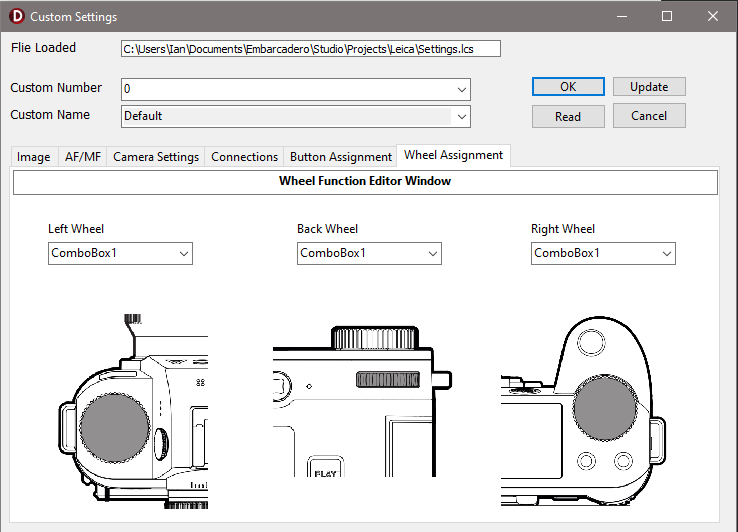 D Custom Settings
Flie Loaded C:\Users\Ian\Documents\Embarcadero\Studio\Projects\Leica\Settings.lcs
Custom Number 0 OK Update
Custom Name Default Read Cancel
Image AF/MF Camera Settings Connections Button Assignment Wheel Assignment
Wheel Function Editor Window
Left Wheel Back Wheel Right Wheel
ComboBox1 ComboBox1 ComboBox1
PLAY